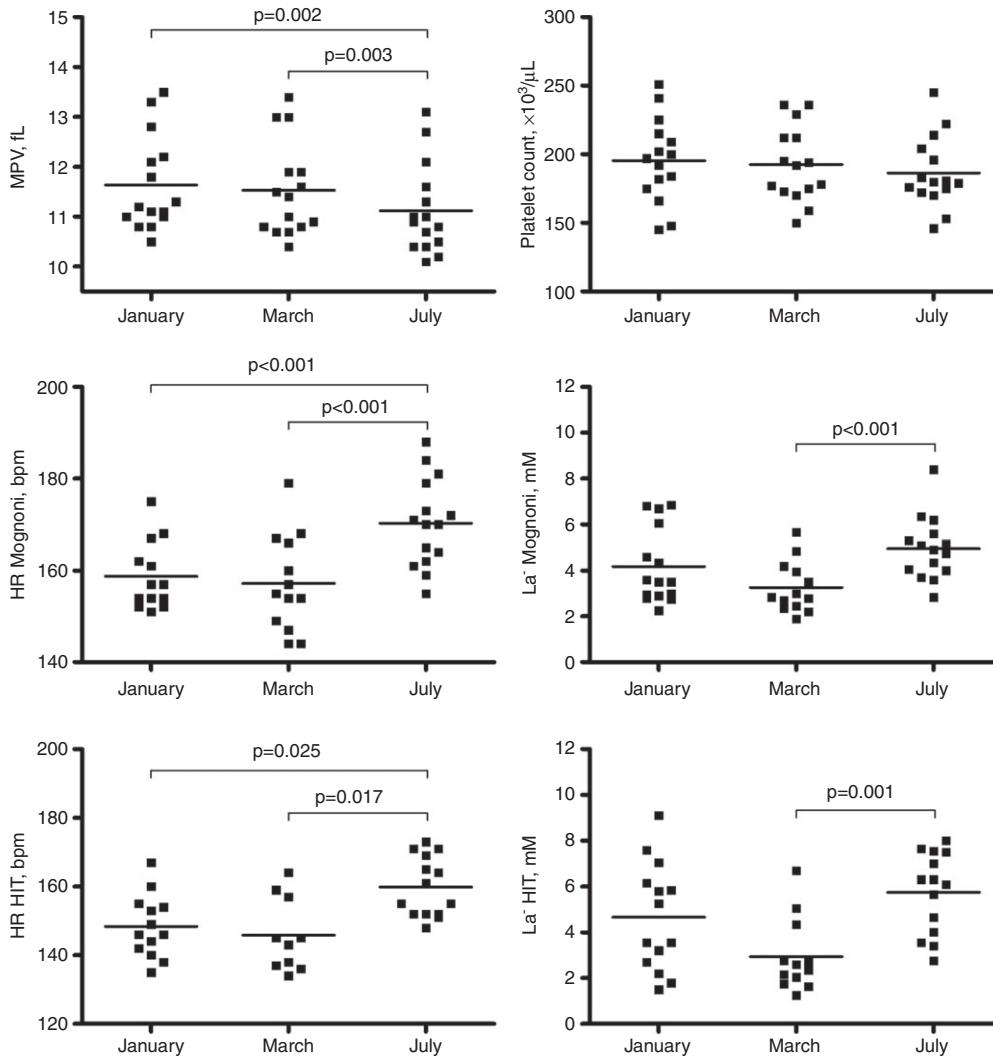 15
14
13
12
11
10
MPV, fL
p=0.002
p=0.003
January March July
300
250
200
150
100
Platelet count, ×10³/µL
January March July
200
180
160
140
HR Mognoni, bpm
p<0.001
p<0.001
January March July
12
10
8
6
4
2
0
La⁻ Mognoni, mM
p<0.001
January March July
200
180
160
140
120
HR HIT, bpm
p=0.025
p=0.017
January March July
12
10
8
6
4
2
0
La⁻ HIT, mM
p=0.001
January March July